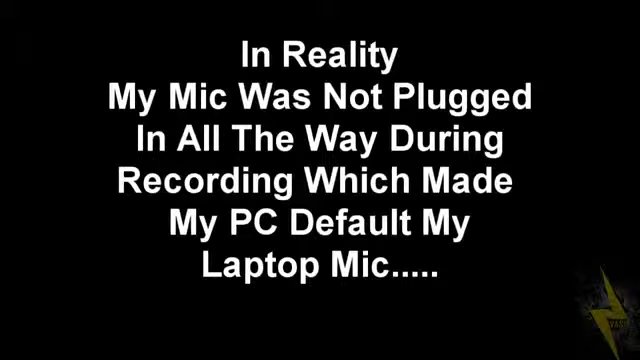 In Reality
My Mic Was Not Plugged
In All The Way During
Recording Which Made
My PC Default My
Laptop Mic.....